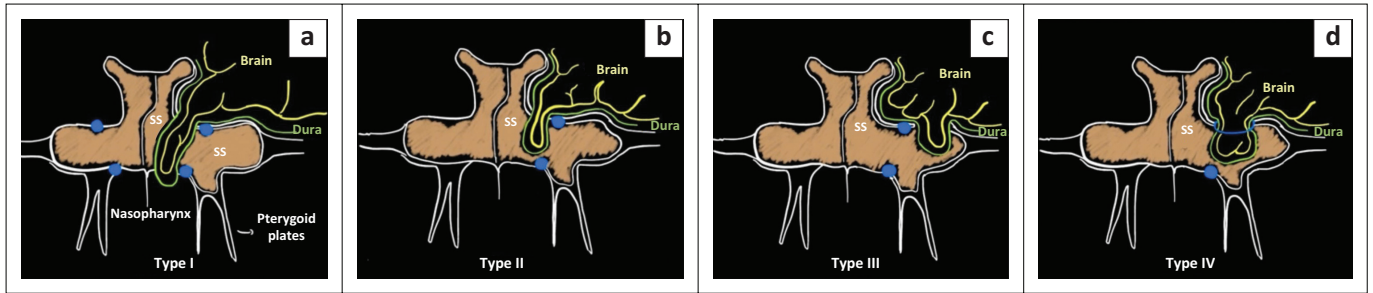 a
Brain
SS
Dura
SS
Nasopharynx
Pterygoid
plates
Type I
b
Brain
SS
Dura
Type II
c
Brain
SS
Dura
Type III
d
Brain
SS
Dura
Type IV